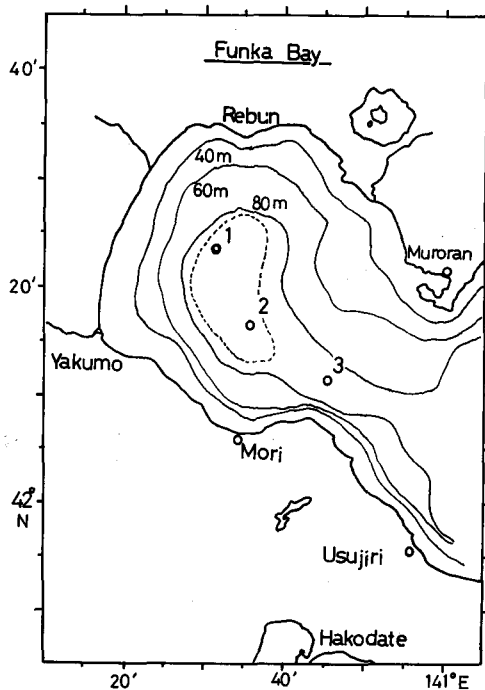 Funka Bay
40'
Rebun
40m
60m
80m
1
Muroran
20'
2
3
Yakumo
Mori
42°
N
Usujiri
Hakodate
20'
40'
141°E